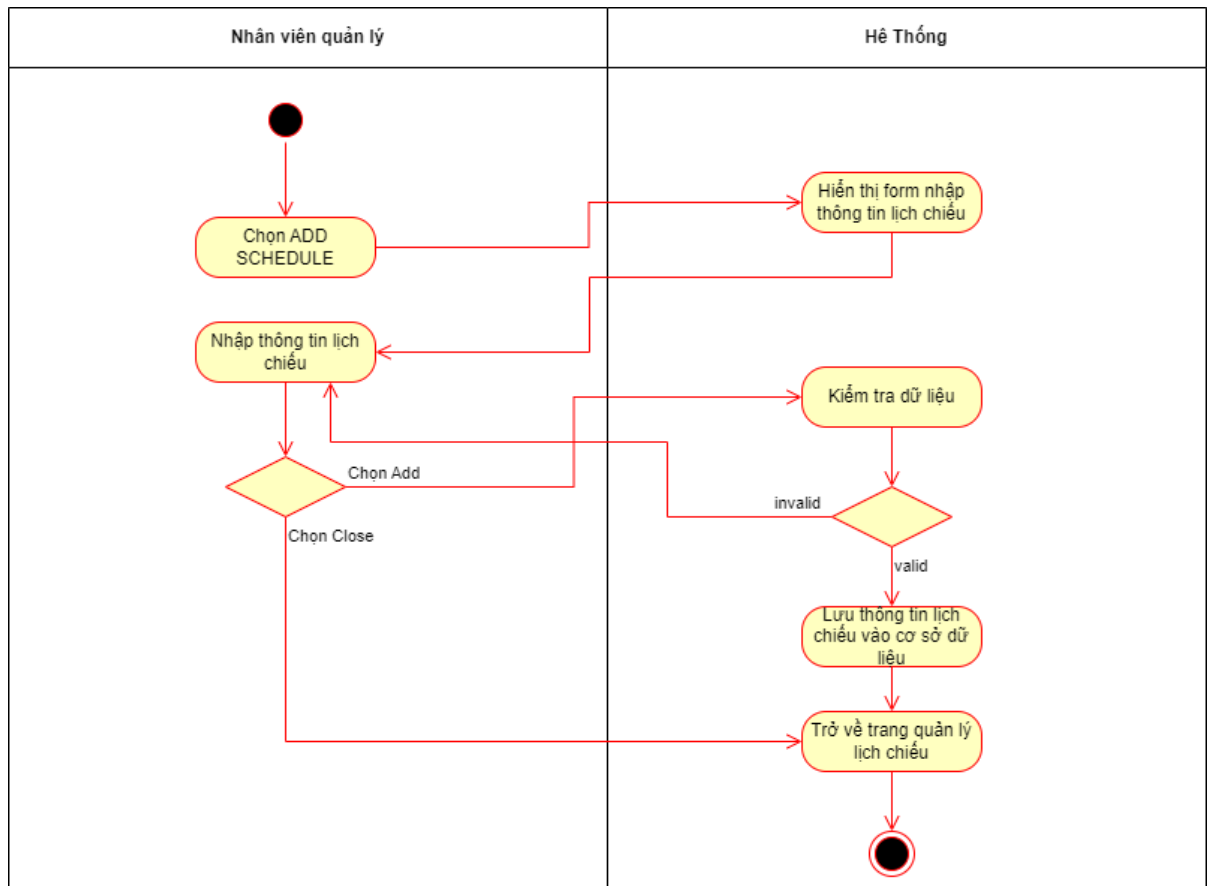 Nhân viên quản lý
Hê Thống
Hiển thị form nhập
thông tin lịch chiếu
Chọn ADD
SCHEDULE
Nhập thông tin lịch
chiếu
Kiểm tra dữ liệu
Chọn Add
invalid
Chọn Close
valid
Lưu thông tin lịch
chiếu vào cơ sở dữ
liệu
Trở về trang quản lý
lịch chiếu